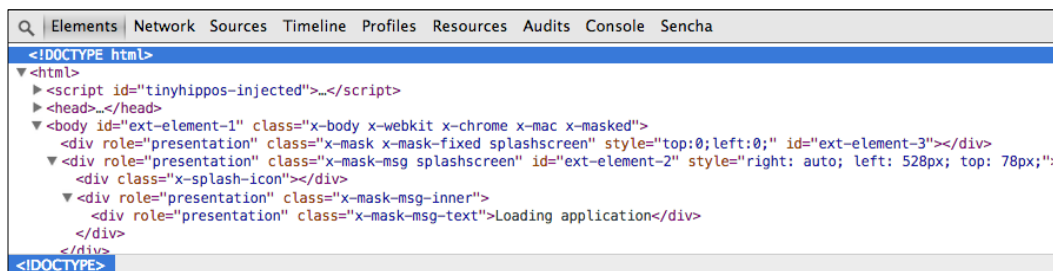 Elements Network Sources Timeline Profiles Resources Audits Console Sencha
<!DOCTYPE html>
▼<html>
▶<script id="tinyhippos-injected">…</script>
▶<head>…</head>
▼<body id="ext-element-1" class="x-body x-webkit x-chrome x-mac x-masked">
<div role="presentation" class="x-mask x-mask-fixed splashscreen" style="top:0;left:0;" id="ext-element-3"></div>
▼<div role="presentation" class="x-mask-msg splashscreen" id="ext-element-2" style="right: auto; left: 528px; top: 78px;">
<div class="x-splash-icon"></div>
▼<div role="presentation" class="x-mask-msg-inner">
<div role="presentation" class="x-mask-msg-text">Loading application</div>
</div>
</div>
<!DOCTYPE>